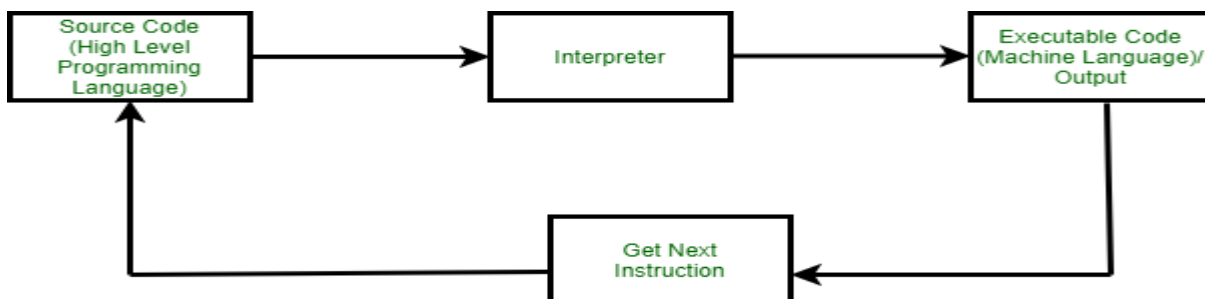 Source Code
(High Level
Programming
Language)
Interpreter
Executable Code
(Machine Language)/
Output
Get Next
Instruction